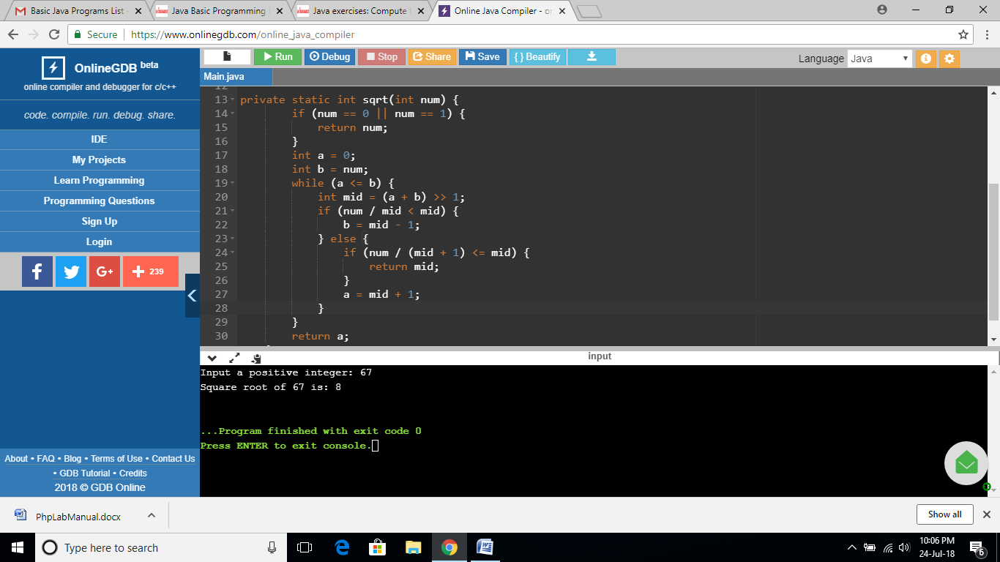 Basic Java Programs List -
Java Basic Programming
Java exercises: Compute
Online Java Compiler - on
Secure
https://www.onlinegdb.com/online_java_compiler
OnlineGDB beta
online compiler and debugger for c/c++
code. compile. run. debug. share.
IDE
My Projects
Learn Programming
Programming Questions
Sign Up
Login
f
G+
+ 239
About • FAQ • Blog • Terms of Use • Contact Us
• GDB Tutorial • Credits
2018 © GDB Online
Run
Debug
Stop
Share
Save
{ } Beautify
Language Java
Main.java
12
13 private static int sqrt(int num) {
14 if (num == 0 || num == 1) {
15 return num;
16 }
17 int a = 0;
18 int b = num;
19 while (a <= b) {
20 int mid = (a + b) >> 1;
21 if (num / mid < mid) {
22 b = mid - 1;
23 } else {
24 if (num / (mid + 1) <= mid) {
25 return mid;
26 }
27 a = mid + 1;
28 }
29 }
30 return a;
input
Input a positive integer: 67
Square root of 67 is: 8
...Program finished with exit code 0
Press ENTER to exit console.
PhpLabManual.docx
Show all
Type here to search
10:06 PM
24-Jul-18
6